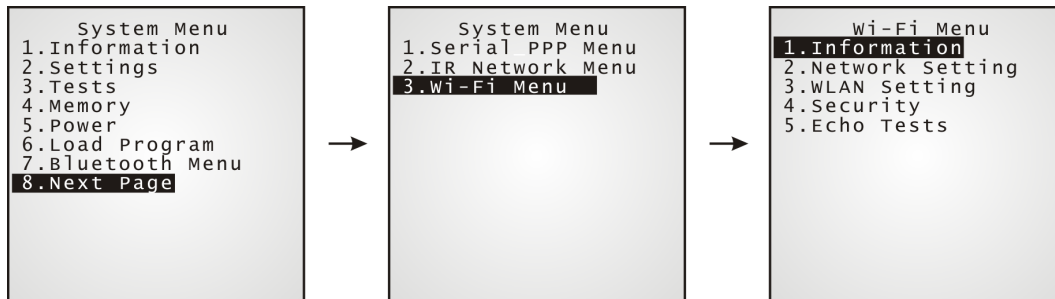 System Menu
1.Information
2.Settings
3.Tests
4.Memory
5.Power
6.Load Program
7.Bluetooth Menu
8.Next Page
System Menu
1.Serial PPP Menu
2.IR Network Menu
3.Wi-Fi Menu
Wi-Fi Menu
1.Information
2.Network Setting
3.WLAN Setting
4.Security
5.Echo Tests